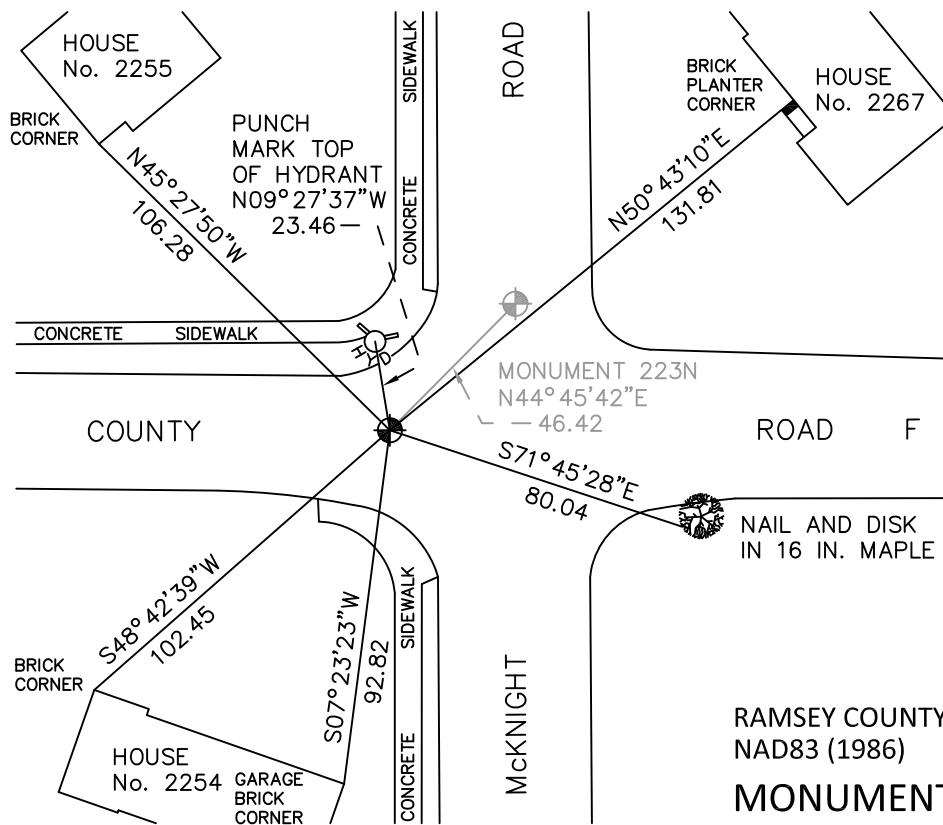 HOUSE
No. 2255
BRICK
CORNER
N45°27'50"W
106.28
PUNCH
MARK TOP
OF HYDRANT
N09°27'37"W
23.46
SIDEWALK
CONCRETE
ROAD
BRICK
PLANTER
CORNER
HOUSE
No. 2267
N50°43'10"E
131.81
CONCRETE SIDEWALK
HYD
MONUMENT 223N
N44°45'42"E
46.42
COUNTY
ROAD F
S71°45'28"E
80.04
NAIL AND DISK
IN 16 IN. MAPLE
S48°42'39"W
102.45
S07°23'23"W
92.82
SIDEWALK
CONCRETE
McKNIGHT
BRICK
CORNER
HOUSE
No. 2254
GARAGE
BRICK
CORNER
RAMSEY COUNTY
NAD83 (1986)
MONUMENT